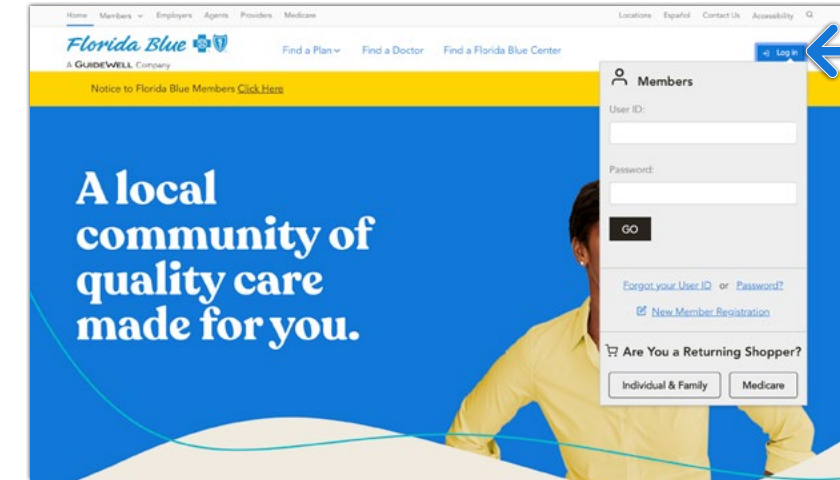 Home Members Employers Agents Providers Medicare
Locations Español Contact Us Accessibility
Florida Blue
A GUIDEWELL Company
Find a Plan Find a Doctor Find a Florida Blue Center
Log in
Notice to Florida Blue Members Click Here
Members
User ID:
Password:
GO
Forgot your User ID or Password?
New Member Registration
Are You a Returning Shopper?
Individual & Family Medicare
A local
community of
quality care
made for you.